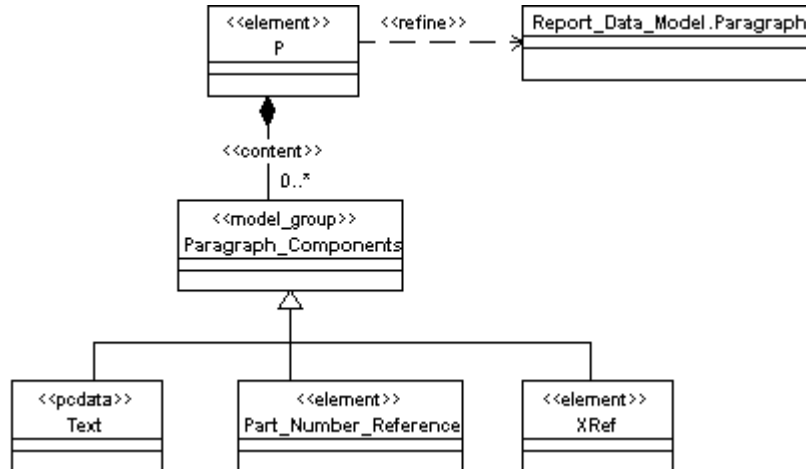 <<element>>
P
<<refine>>
Report_Data_Model.Paragraph
<<content>>
0..*
<<model_group>>
Paragraph_Components
<<pcdata>>
Text
<<element>>
Part_Number_Reference
<<element>>
XRef